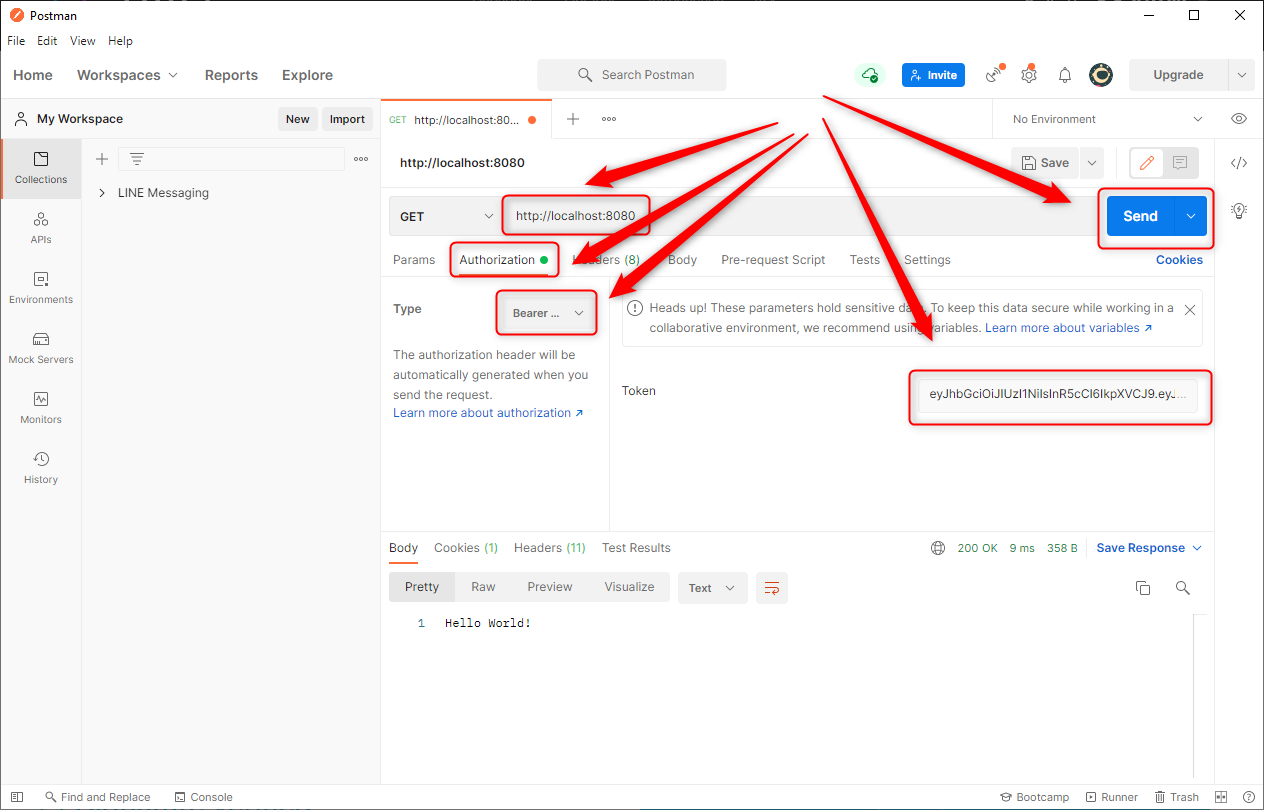 Postman
File Edit View Help
Home Workspaces Reports Explore Search Postman Invite Upgrade
My Workspace New Import
GET http://localhost:80... No Environment
http://localhost:8080 Save
Collections
LINE Messaging
GET http://localhost:8080 Send
APIs
Params Authorization Headers (8) Body Pre-request Script Tests Settings Cookies
Environments
Type Bearer ...
Heads up! These parameters hold sensitive data. To keep this data secure while working in a
collaborative environment, we recommend using variables. Learn more about variables
Mock Servers
The authorization header will be
automatically generated when you
send the request.
Learn more about authorization
Token eyJhbGciOiJIUzI1NiIsInR5cCI6IkpXVCJ9.eyJ...
Monitors
History
Body Cookies (1) Headers (11) Test Results 200 OK 9 ms 358 B Save Response
Pretty Raw Preview Visualize Text
1 Hello World!
Find and Replace Console Bootcamp Runner Trash